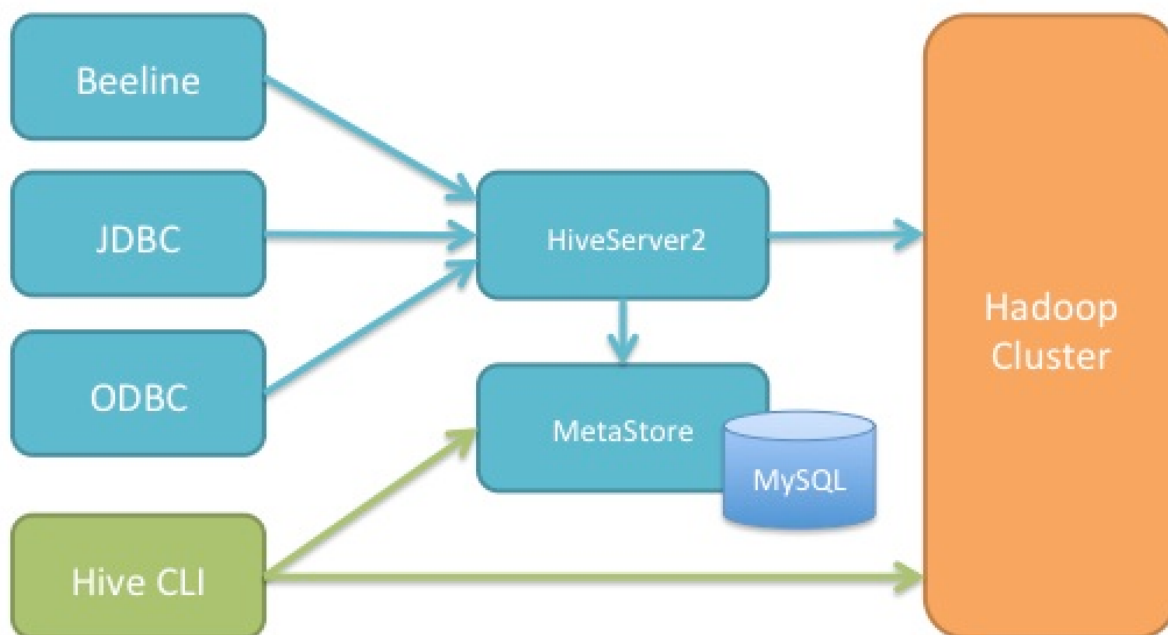 Beeline
JDBC
HiveServer2
Hadoop
Cluster
ODBC
MetaStore
MySQL
Hive CLI